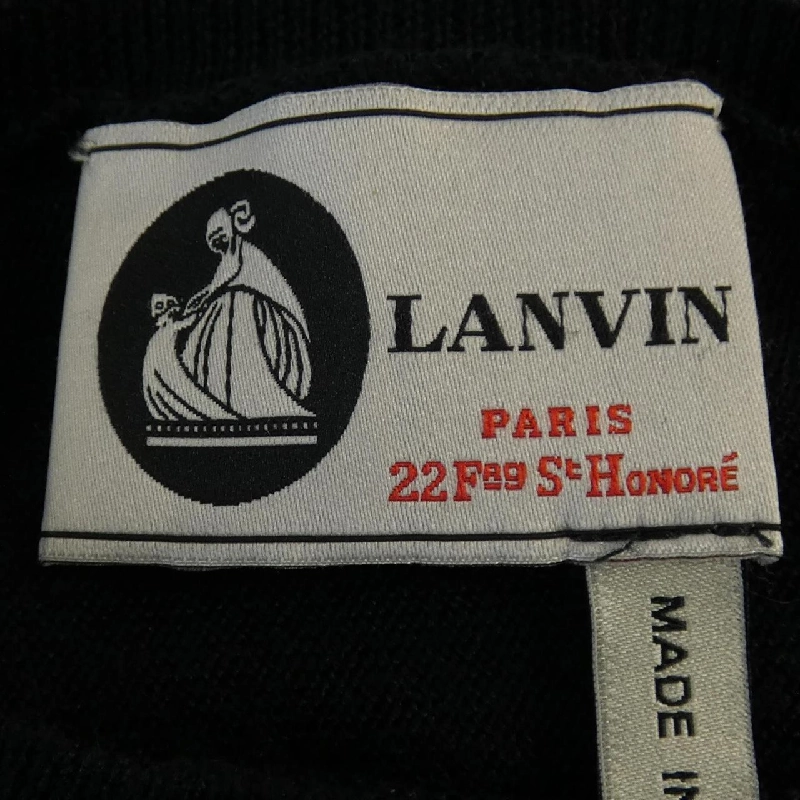 LANVIN
PARIS
22 Fbg St HONORÉ
MADE IN